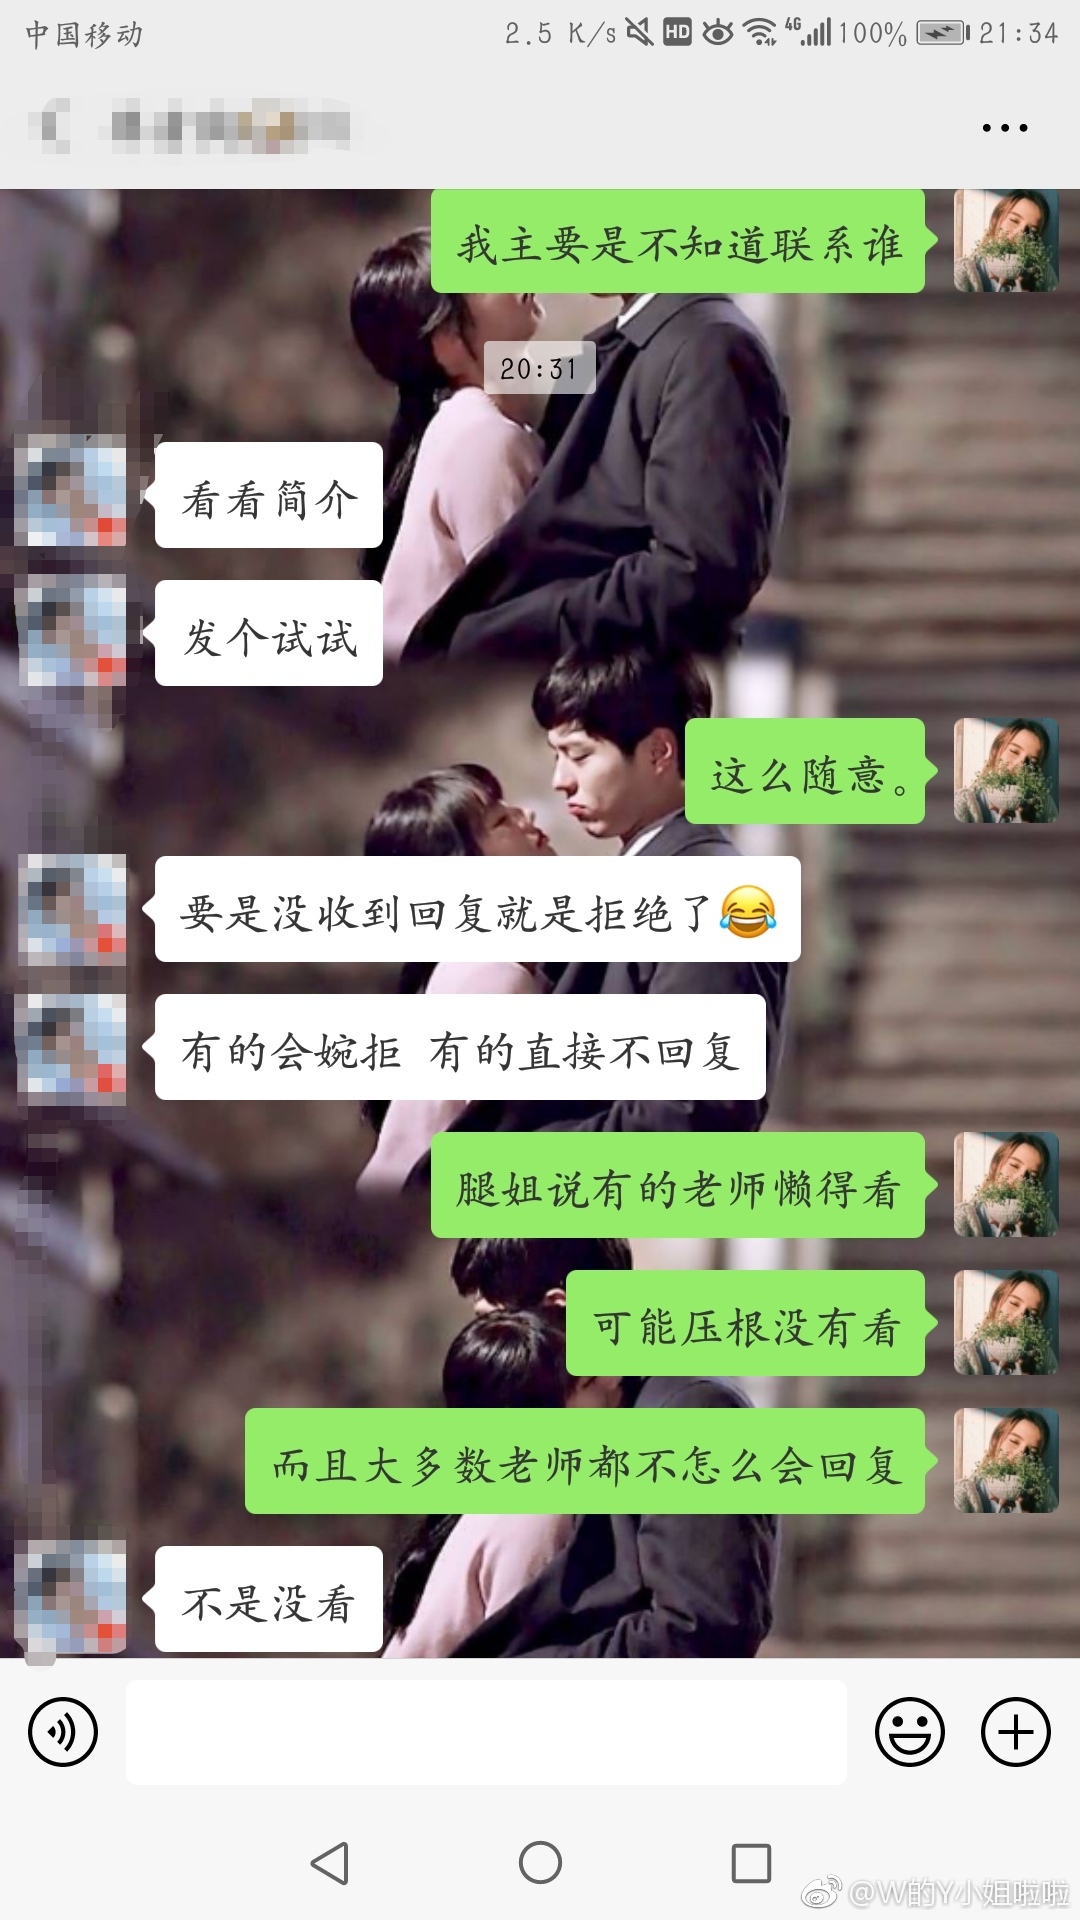 中国移动 2.5 K/s HD 4G 100% 21:34
我主要是不知道联系谁
20:31
看看简介
发个试试
这么随意。
要是没收到回复就是拒绝了😂
有的会婉拒 有的直接不回复
腿姐说有的老师懒得看
可能压根没有看
而且大多数老师都不怎么会回复
不是没看
@W的Y小姐啦啦